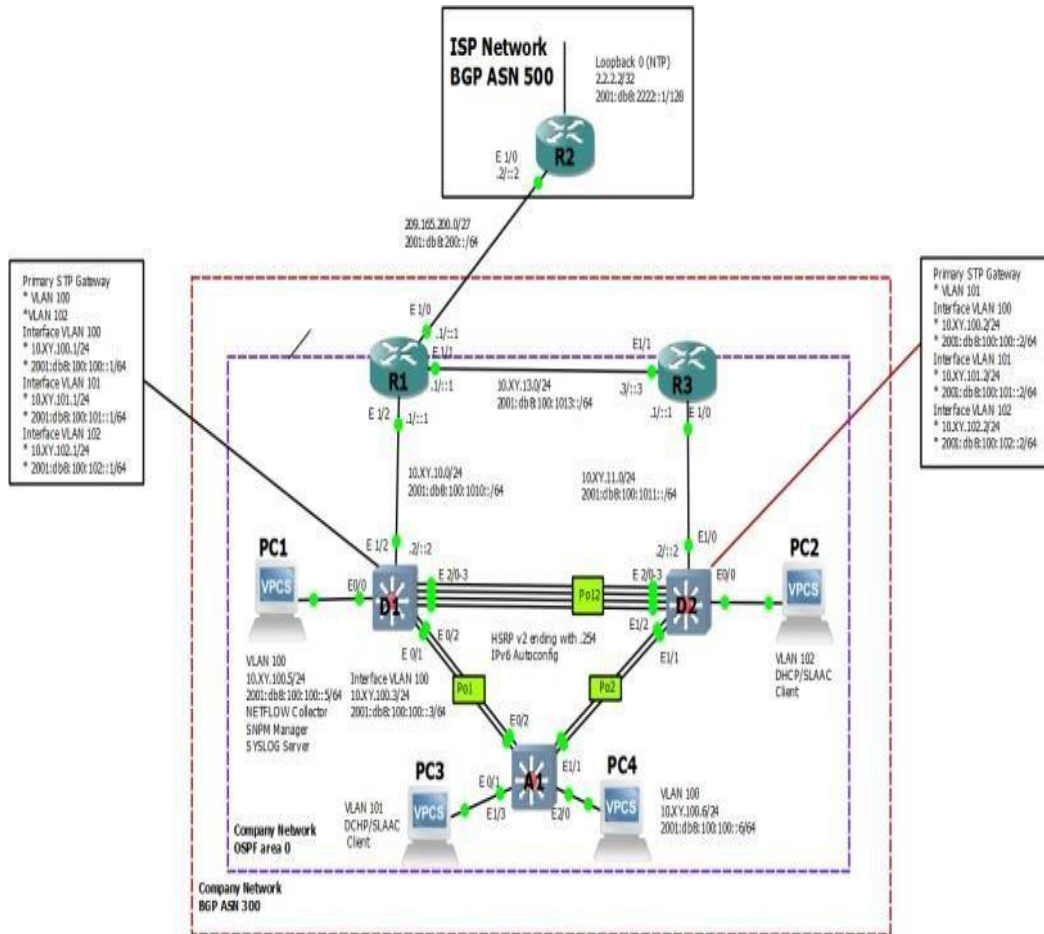 ISP Network
BGP ASN 500
Loopback 0 (NTP)
2.2.2.2/32
2001:db8:2222::1/128
E 1/0
.2/::2
R2
209.165.200.0/27
2001:db8:200::/64
Primary STP Gateway
* VLAN 100
*VLAN 102
Interface VLAN 100
* 10.XY.100.1/24
* 2001:db8:100:100::1/64
Interface VLAN 101
* 10.XY.101.1/24
* 2001:db8:100:101::1/64
Interface VLAN 102
* 10.XY.102.1/24
* 2001:db8:100:102::1/64
Primary STP Gateway
* VLAN 101
Interface VLAN 100
* 10.XY.100.2/24
* 2001:db8:100:100::2/64
Interface VLAN 101
* 10.XY.101.2/24
* 2001:db8:100:101::2/64
Interface VLAN 102
* 10.XY.102.2/24
* 2001:db8:100:102::2/64
E 1/0
.1/::1
E 1/1
.1/::1
R1
E 1/2
.1/::1
10.XY.13.0/24
2001:db8:100:1013::/64
E1/1
.3/::3
R3
.1/::1
E 1/0
10.XY.10.0/24
2001:db8:100:1010::/64
10.XY.11.0/24
2001:db8:100:1011::/64
E 1/2
.2/::2
E1/0
.2/::2
PC1
VPCS
E0/0
D1
E 2/0-3
Po12
E 2/0-3
D2
E0/0
PC2
VPCS
E 0/2
E 0/1
HSRP v2 ending with .254
IPv6 Autoconfig
E1/2
E1/1
VLAN 100
10.XY.100.5/24
2001:db8:100:100::5/64
NETFLOW Collector
SNPM Manager
SYSLOG Server
Interface VLAN 100
10.XY.100.3/24
2001:db8:100:100::3/64
VLAN 102
DHCP/SLAAC
Client
Po1
Po2
E0/2
E 0/1
A1
E1/1
E1/3
E2/0
PC3
VPCS
VLAN 101
DCHP/SLAAC
Client
PC4
VPCS
VLAN 100
10.XY.100.6/24
2001:db8:100:100::6/64
Company Network
OSPF area 0
Company Network
BGP ASN 300